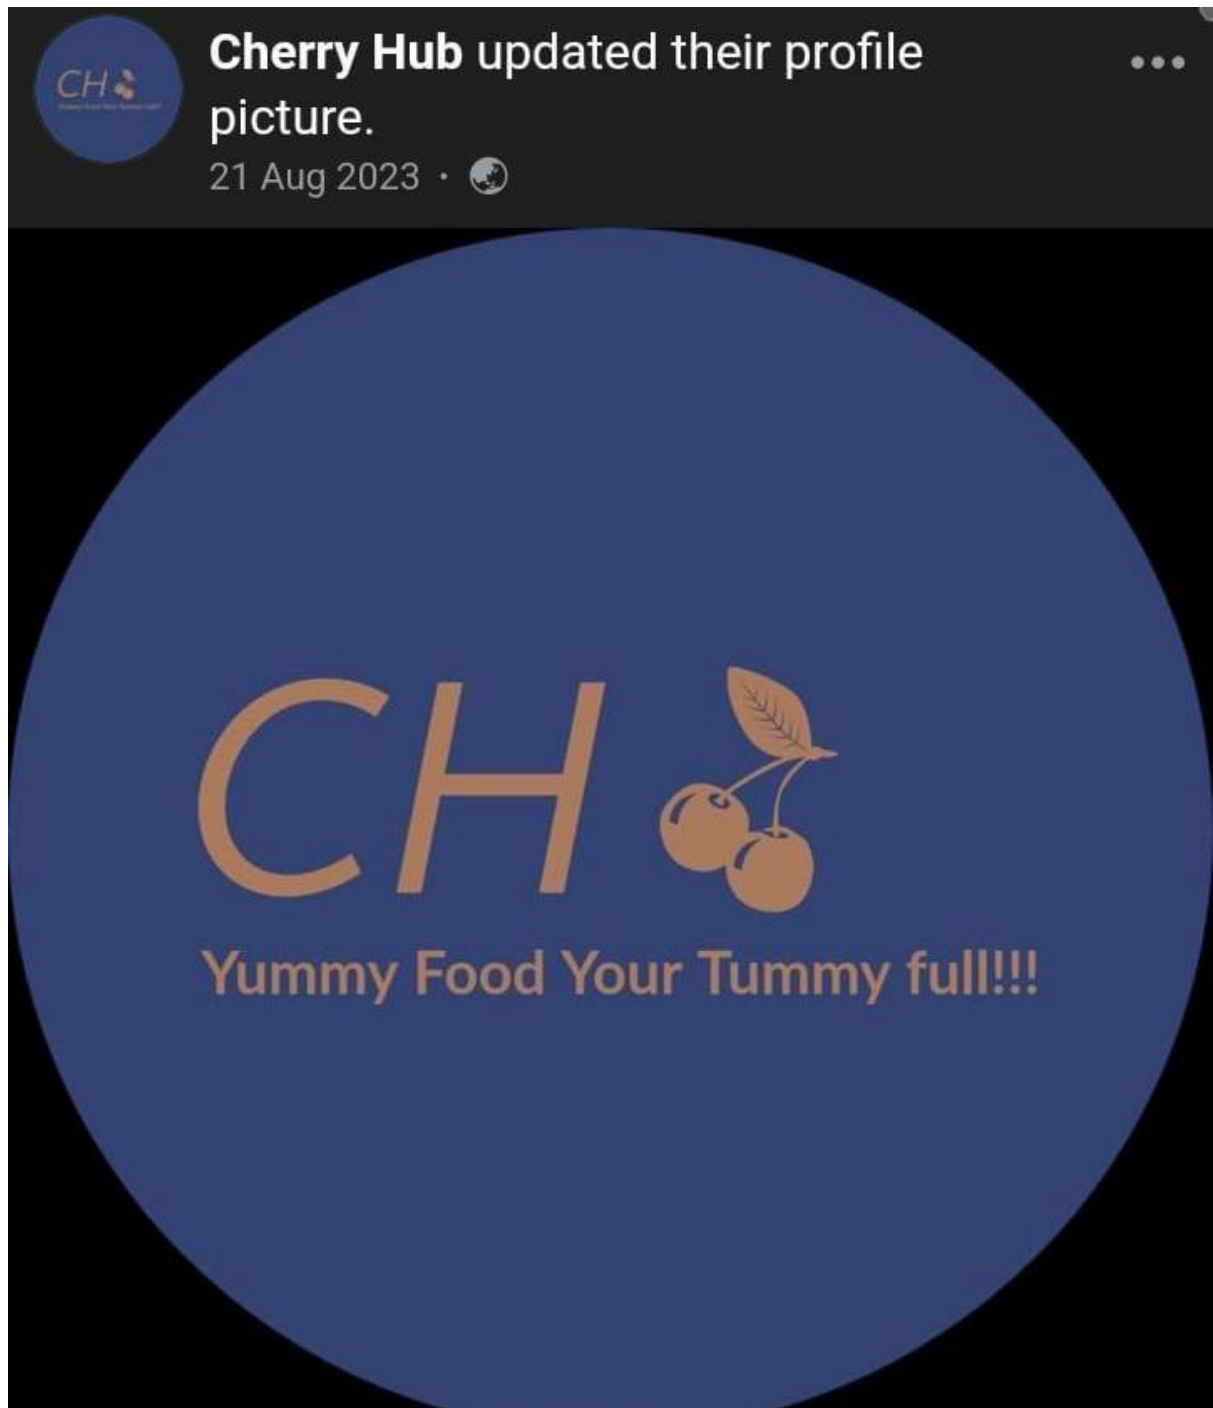 Cherry Hub updated their profile
picture.
21 Aug 2023 ·
CH
Yummy Food Your Tummy full!!!